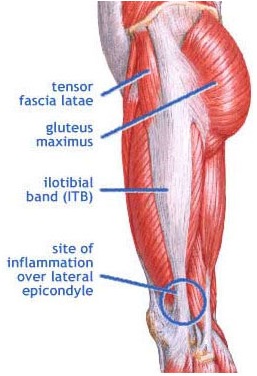 tensor
fascia latae
gluteus
maximus
ilotibial
band (ITB)
site of
inflammation
over lateral
epicondyle